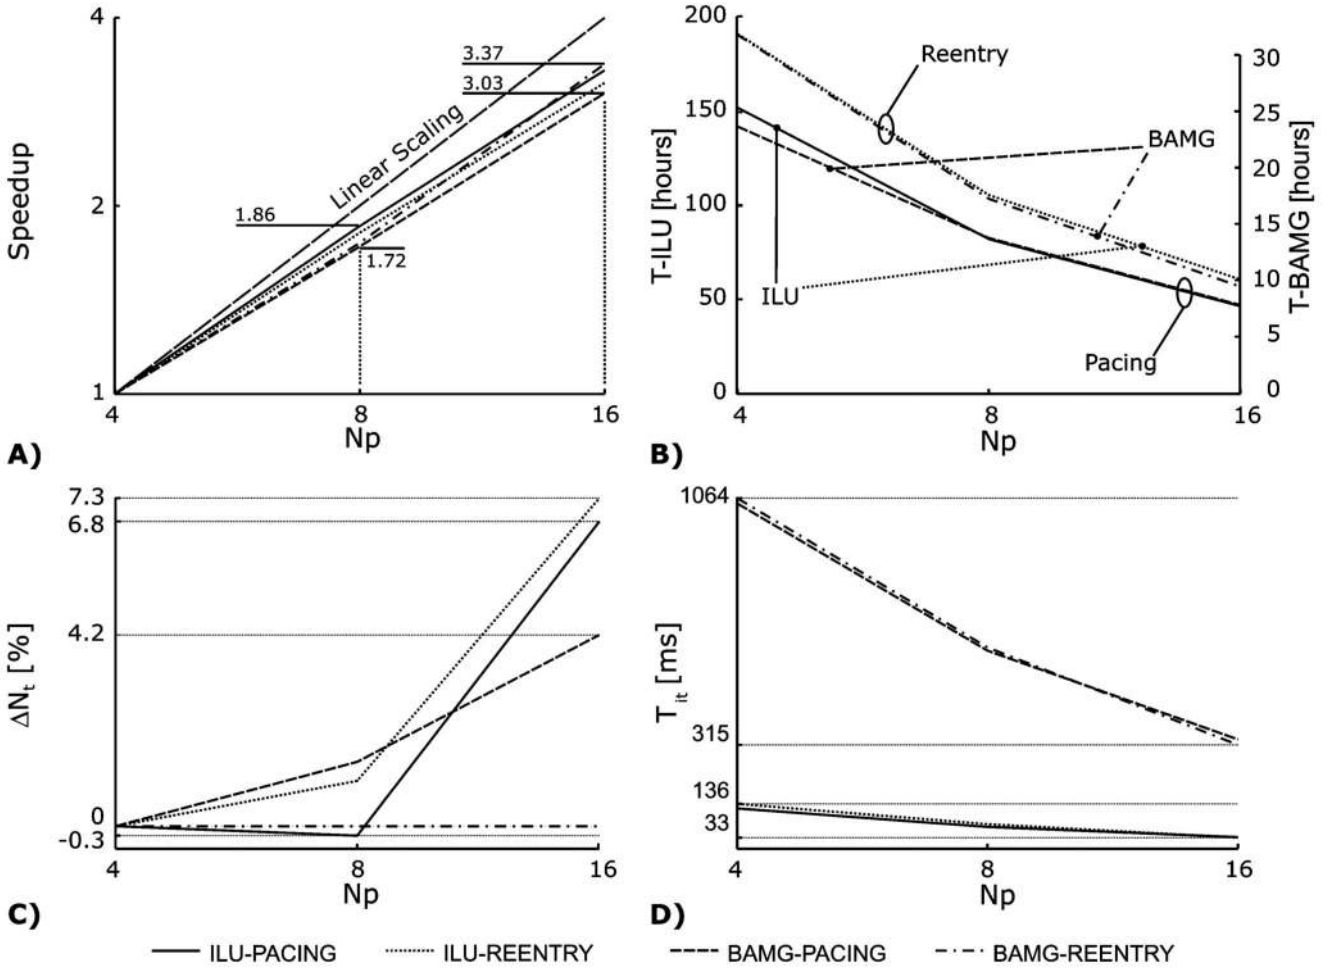 4
3.37
3.03
Linear Scaling
2
1.86
1.72
Speedup
1
4
8
16
Np
A)
200
150
100
50
0
T-ILU [hours]
Reentry
BAMG
ILU
Pacing
30
25
20
15
10
5
0
T-BAMG [hours]
4
8
16
Np
B)
7.3
6.8
4.2
0
-0.3
ΔNt [%]
4
8
16
Np
C)
1064
315
136
33
Tit [ms]
4
8
16
Np
D)
ILU-PACING
ILU-REENTRY
BAMG-PACING
BAMG-REENTRY